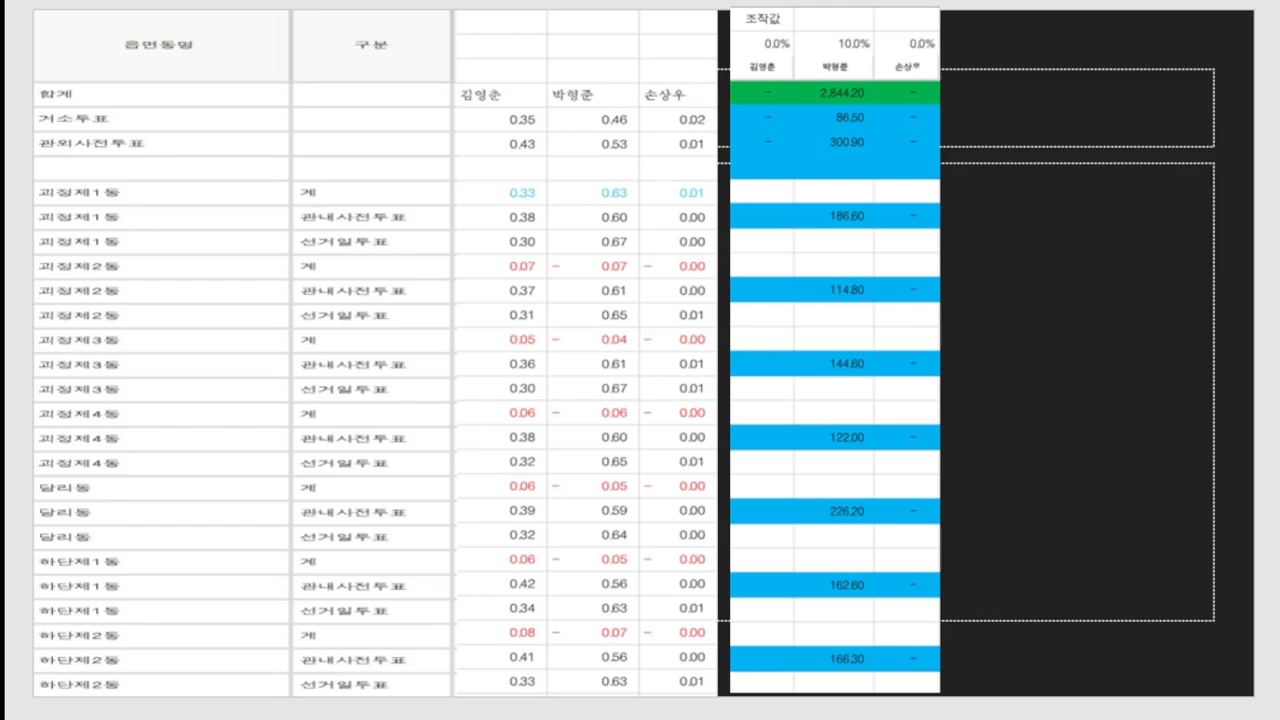 조작값
읍면동명 구분 0.0% 10.0% 0.0%
김영춘 박형준 손상우
합계 김영춘 박형준 손상우 - 2,844.20 -
거소투표 0.35 0.46 0.02 - 86.50 -
관외사전투표 0.43 0.53 0.01 - 300.90 -
괴정제1동 계 0.33 0.63 0.01
괴정제1동 관내사전투표 0.38 0.60 0.00 186.60 -
괴정제1동 선거일투표 0.30 0.67 0.00
괴정제2동 계 0.07 - 0.07 - 0.00
괴정제2동 관내사전투표 0.37 0.61 0.00 114.80 -
괴정제2동 선거일투표 0.31 0.65 0.01
괴정제3동 계 0.05 - 0.04 - 0.00
괴정제3동 관내사전투표 0.36 0.61 0.01 144.60 -
괴정제3동 선거일투표 0.30 0.67 0.01
괴정제4동 계 0.06 - 0.06 - 0.00
괴정제4동 관내사전투표 0.38 0.60 0.00 122.00 -
괴정제4동 선거일투표 0.32 0.65 0.01
당리동 계 0.06 - 0.05 - 0.00
당리동 관내사전투표 0.39 0.59 0.00 226.20 -
당리동 선거일투표 0.32 0.64 0.00
하단제1동 계 0.06 - 0.05 - 0.00
하단제1동 관내사전투표 0.42 0.56 0.00 162.60 -
하단제1동 선거일투표 0.34 0.63 0.01
하단제2동 계 0.08 - 0.07 - 0.00
하단제2동 관내사전투표 0.41 0.56 0.00 166.30 -
하단제2동 선거일투표 0.33 0.63 0.01